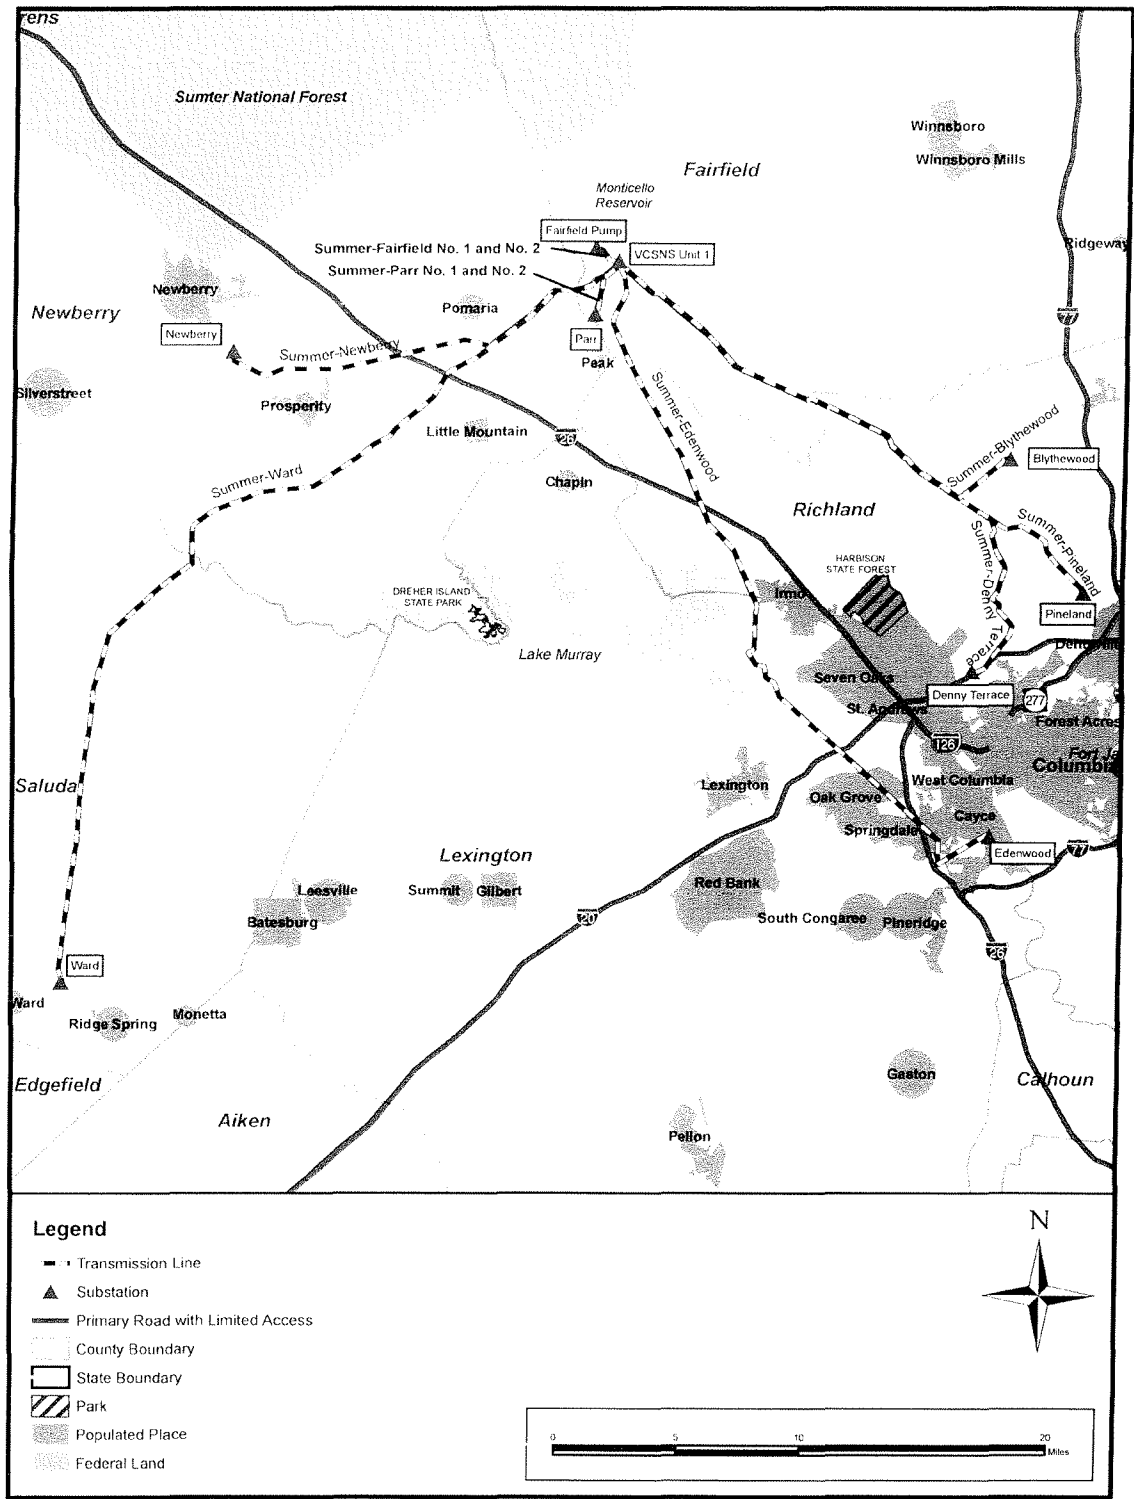 rens
Sumter National Forest
Winnsboro
Winnsboro Mills
Fairfield
Monticello
Reservoir
Fairfield Pump
Summer-Fairfield No. 1 and No. 2
VCSNS Unit 1
Ridgeway
Summer-Parr No. 1 and No. 2
Newberry
Newberry
Pomaria
77
Newberry
Parr
Summer-Newberry
Peak
Silverstreet
Prosperity
Summer-Edenwood
Little Mountain
26
Summer-Blythewood
Blythewood
Summer-Ward
Chapin
Richland
Summer-Pineland
Summer-Denny Terrace
HARBISON
STATE FOREST
DREHER ISLAND
STATE PARK
Irmo
Pineland
Lake Murray
Seven Oaks
Denny Terrace
277
St. Andrews
Forest Acres
126
Columbia
Saluda
Lexington
West Columbia
Oak Grove
Cayce
Springdale
Lexington
Edenwood
77
Leesville
Summit
Gilbert
Red Bank
Batesburg
20
South Congaree
Pineridge
26
Ward
Ward
Ridge Spring
Monetta
Edgefield
Gaston
Calhoun
Aiken
Pelion
Legend
Transmission Line
Substation
Primary Road with Limited Access
County Boundary
State Boundary
Park
Populated Place
Federal Land
N
0 5 10 20
Miles